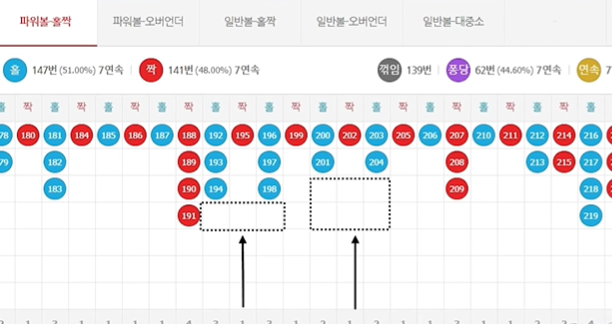 파워볼-홀짝 파워볼-오버언더 일반볼-홀짝 일반볼-오버언더 일반볼-대중소
홀 147번 (51.00%) 7연속 짝 141번 (48.00%) 7연속 꺾임 139번 퐁당 62번 (44.60%) 7연속 연속 7
홀 짝 홀 짝 홀 짝 홀 짝 홀 짝 홀 짝 홀 짝 홀 짝 홀 짝 홀 짝 홀 짝 홀
78 180 181 184 185 186 187 188 192 195 196 199 200 202 203 205 206 207 210 211 212 214 216
79 182 189 193 197 201 204 208 213 215 217
183 190 194 198 209 218
191 219